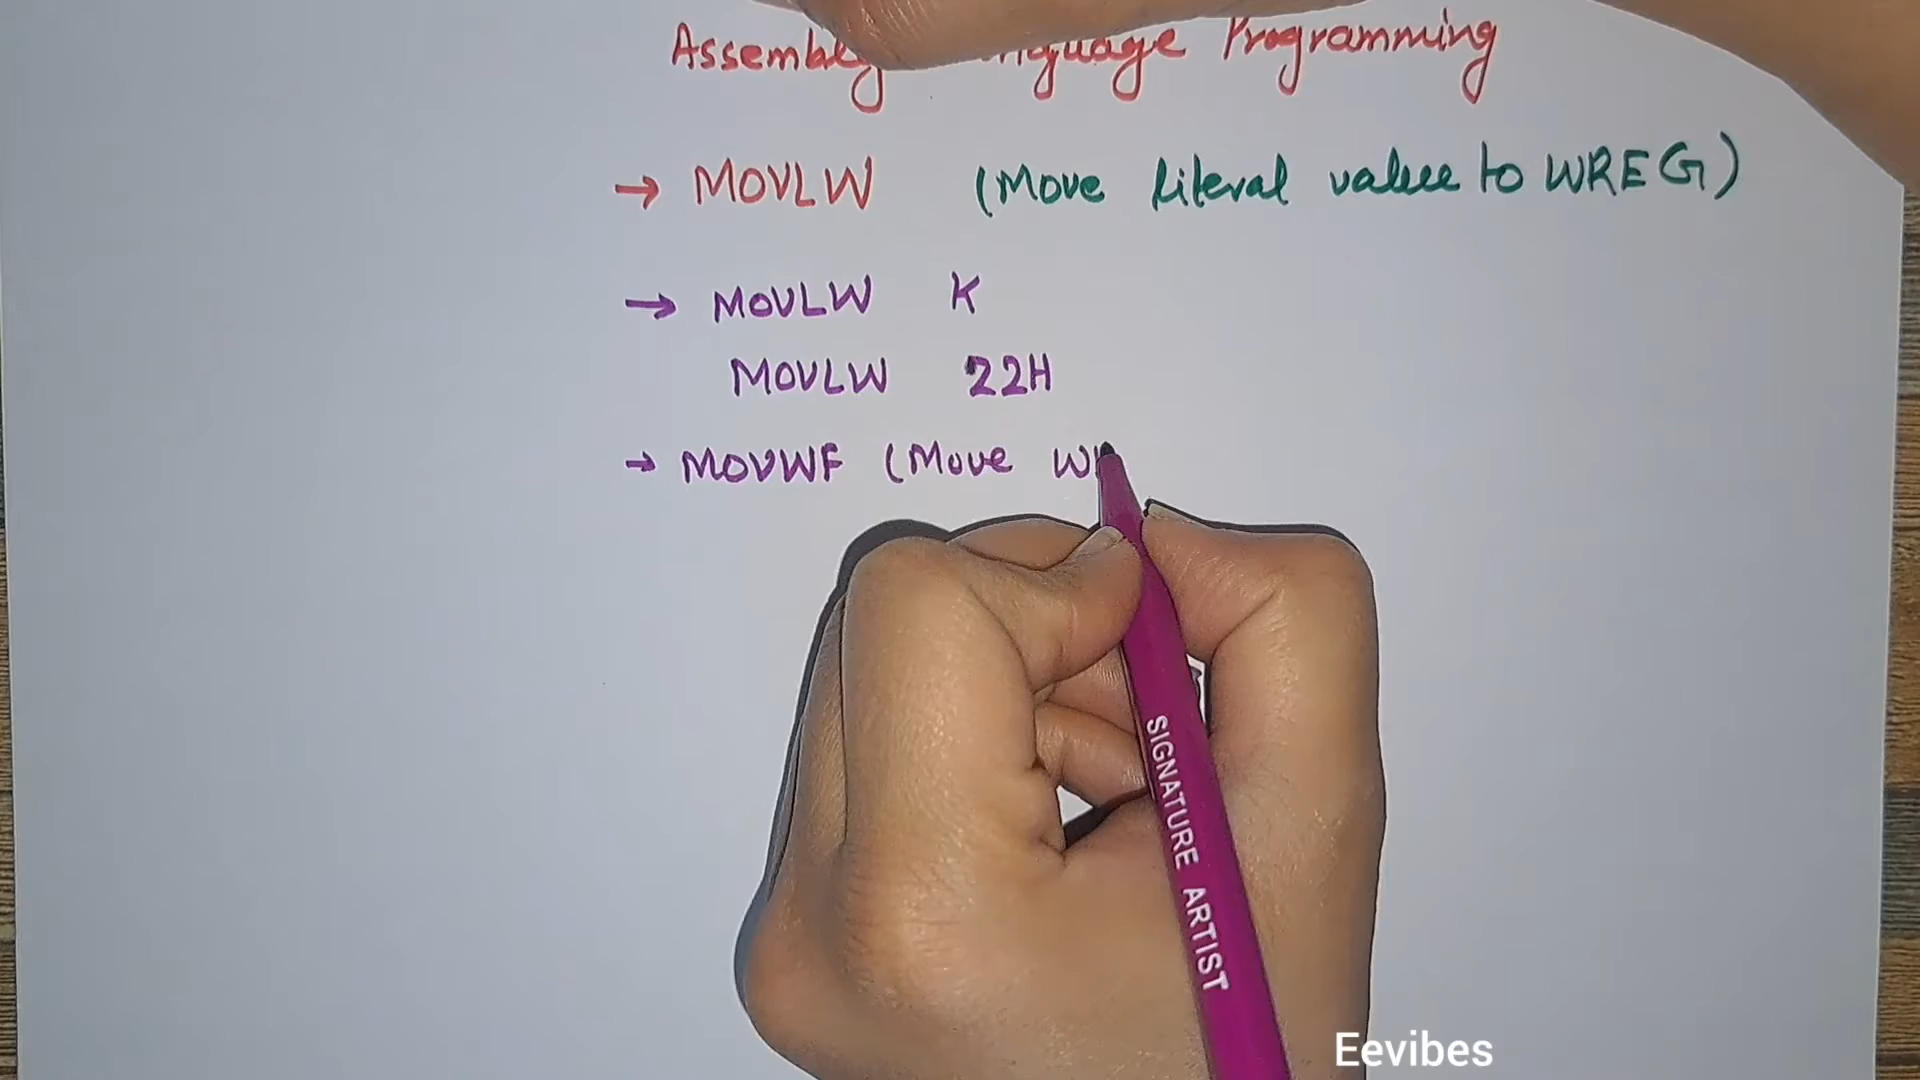 Assembly Language Programming
→ MOVLW (Move literal value to WREG)
→ MOVLW K
MOVLW 22H
→ MOVWF (Move W
SIGNATURE ARTIST
Eevibes